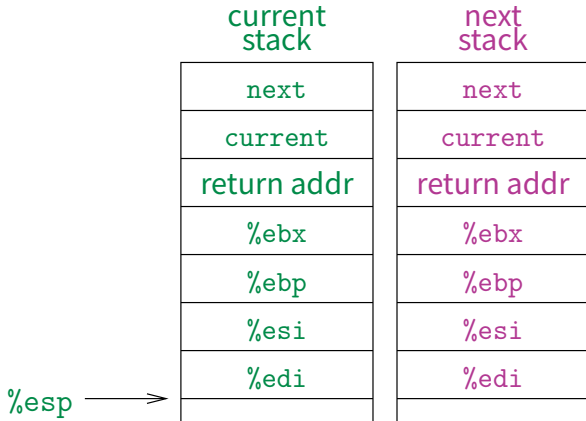 current
stack
next
stack
next
next
current
current
return addr
return addr
%ebx
%ebx
%ebp
%ebp
%esi
%esi
%edi
%edi
%esp